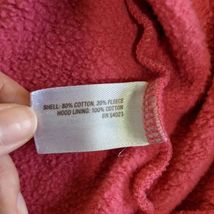 SHELL: 80% COTTON, 20% FLEECE
HOOD LINING: 100% COTTON
RN 54023